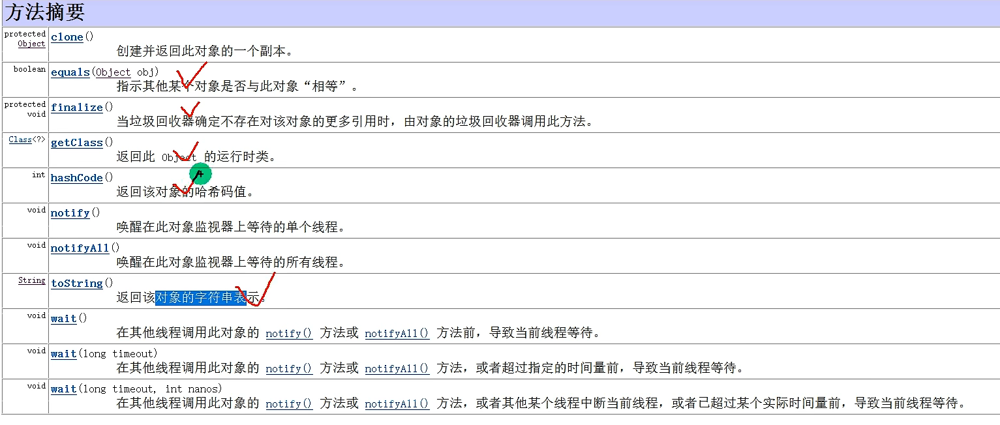 方法摘要
protected Object
clone()
创建并返回此对象的一个副本。
boolean
equals(Object obj)
指示其他某个对象是否与此对象“相等”。
protected void
finalize()
当垃圾回收器确定不存在对该对象的更多引用时，由对象的垃圾回收器调用此方法。
Class<?>
getClass()
返回此 Object 的运行时类。
int
hashCode()
返回该对象的哈希码值。
void
notify()
唤醒在此对象监视器上等待的单个线程。
void
notifyAll()
唤醒在此对象监视器上等待的所有线程。
String
toString()
返回该对象的字符串表示。
void
wait()
在其他线程调用此对象的 notify() 方法或 notifyAll() 方法前，导致当前线程等待。
void
wait(long timeout)
在其他线程调用此对象的 notify() 方法或 notifyAll() 方法，或者超过指定的时间量前，导致当前线程等待。
void
wait(long timeout, int nanos)
在其他线程调用此对象的 notify() 方法或 notifyAll() 方法，或者其他某个线程中断当前线程，或者已超过某个实际时间量前，导致当前线程等待。